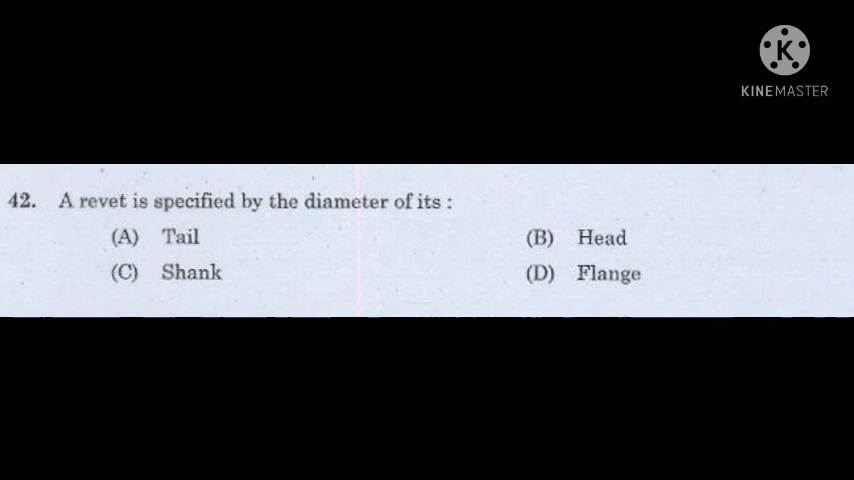 K
KINEMASTER
42. A revet is specified by the diameter of its :
(A) Tail (B) Head
(C) Shank (D) Flange